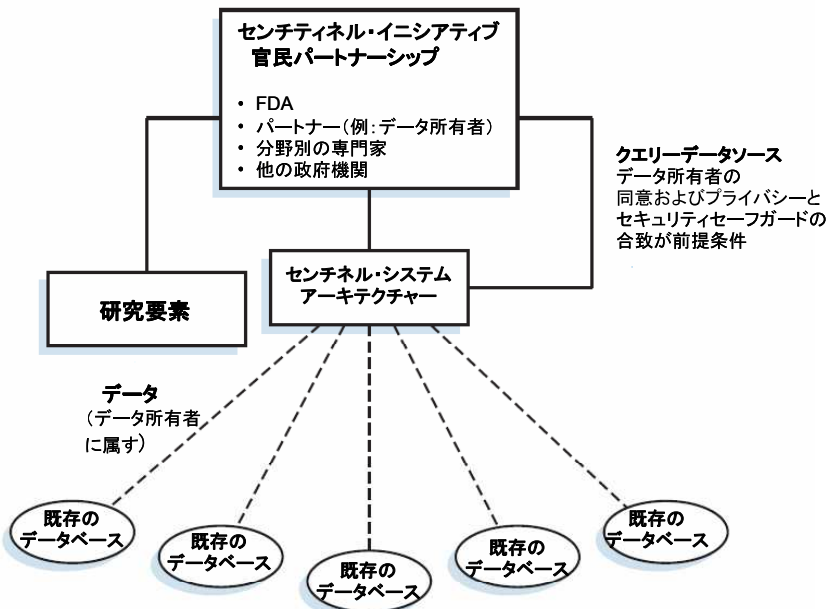 センチティネル・イニシアティブ
官民パートナーシップ
• FDA
• パートナー(例:データ所有者)
• 分野別の専門家
• 他の政府機関
クエリーデータソース
データ所有者の
同意およびプライバシーと
セキュリティセーフガードの
合致が前提条件
センチネル・システム
アーキテクチャー
研究要素
データ
(データ所有者
に属す)
既存の
データベース
既存の
データベース
既存の
データベース
既存の
データベース
既存の
データベース